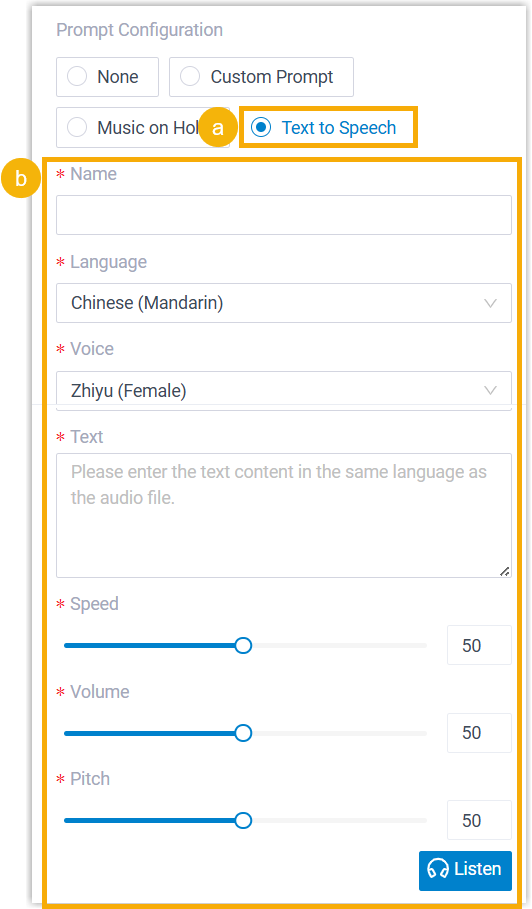 Prompt Configuration
None
Custom Prompt
Music on Hol
a
Text to Speech
b
* Name
* Language
Chinese (Mandarin)
* Voice
Zhiyu (Female)
* Text
Please enter the text content in the same language as
the audio file.
* Speed
50
* Volume
50
* Pitch
50
Listen